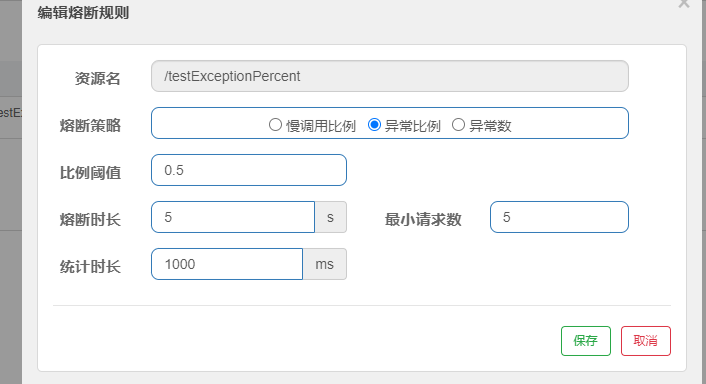 编辑熔断规则
×
estEx
资源名 /testExceptionPercent
熔断策略 慢调用比例 异常比例 异常数
比例阈值 0.5
熔断时长 5 s 最小请求数 5
统计时长 1000 ms
保存 取消